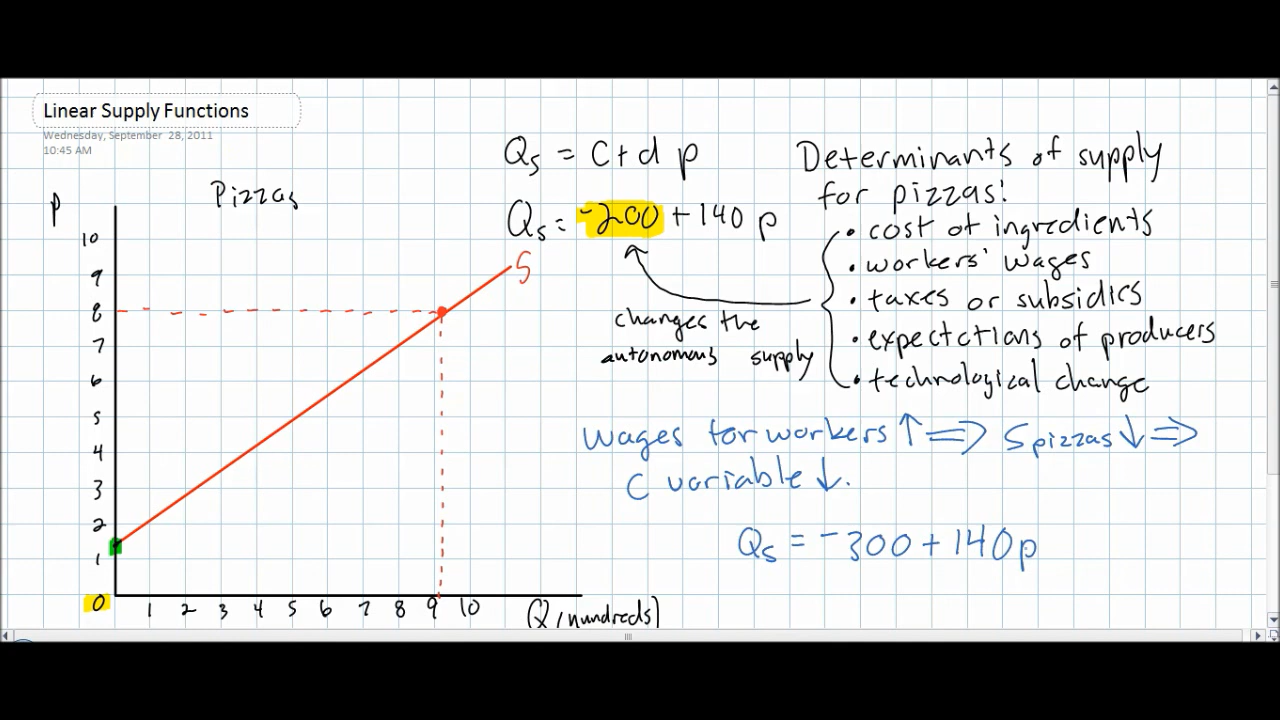 Linear Supply Functions
Wednesday, September 28, 2011
10:45 AM
Pizzas
P
10
9
8
7
6
5
4
3
2
1
0
1 2 3 4 5 6 7 8 9 10
Q (hundreds)
S
Qs = C+d p
Qs = -200 + 140 p
changes the
autonomous supply
Determinants of supply
for pizzas:
• cost of ingredients
• workers' wages
• taxes or subsidies
• expectations of producers
• technological change
Wages for workers ↑ ⇒ S pizzas ↓ ⇒
C variable ↓.
Qs = -300 + 140p